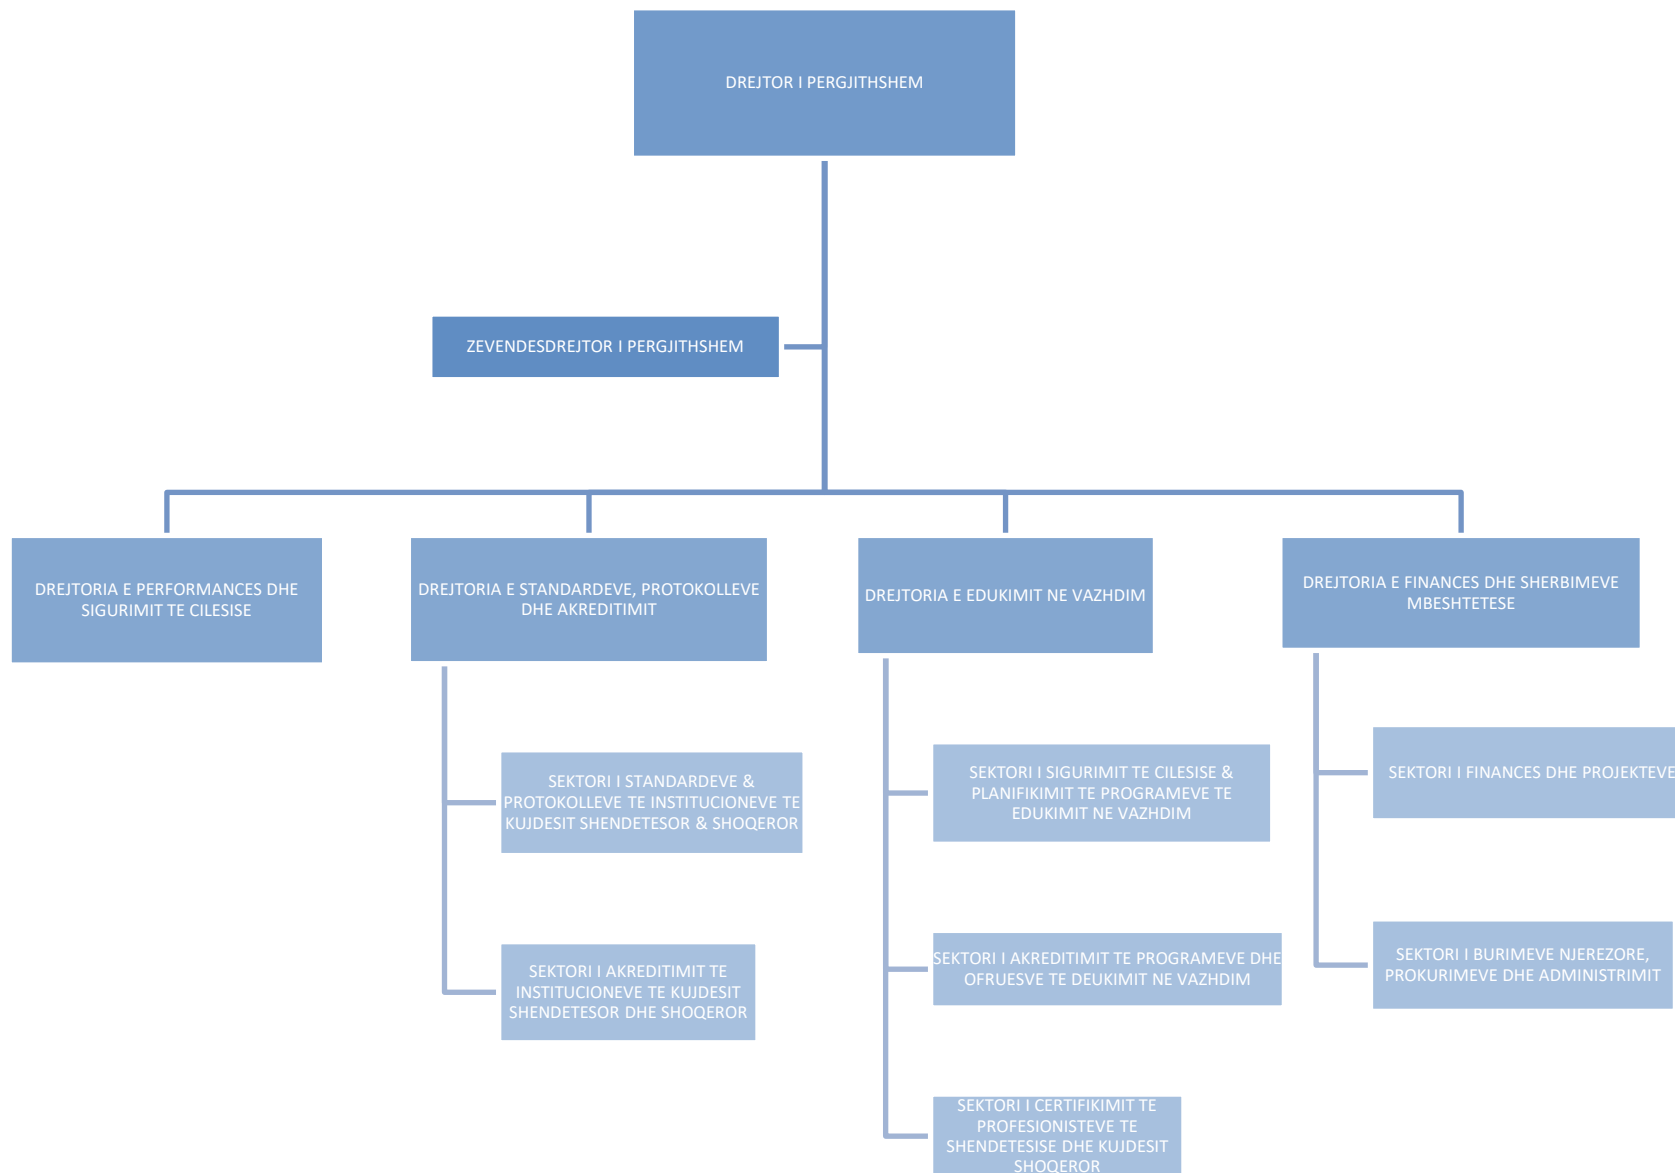 DREJTOR I PERGJITHSHEM
ZEVENDESDREJTOR I PERGJITHSHEM
DREJTORIA E PERFORMANCES DHE
SIGURIMIT TE CILESISE
DREJTORIA E STANDARDEVE, PROTOKOLLEVE
DHE AKREDITIMIT
DREJTORIA E EDUKIMIT NE VAZHDIM
DREJTORIA E FINANCES DHE SHERBIMEVE
MBESHTETESE
SEKTORI I STANDARDEVE &
PROTOKOLLEVE TE INSTITUCIONEVE TE
KUJDESIT SHENDETESOR & SHOQEROR
SEKTORI I AKREDITIMIT TE
INSTITUCIONEVE TE KUJDESIT
SHENDETESOR DHE SHOQEROR
SEKTORI I SIGURIMIT TE CILESISE &
PLANIFIKIMIT TE PROGRAMEVE TE
EDUKIMIT NE VAZHDIM
SEKTORI I AKREDITIMIT TE PROGRAMEVE DHE
OFRUESVE TE DEUKIMIT NE VAZHDIM
SEKTORI I CERTIFIKIMIT TE
PROFESIONISTEVE TE
SHENDETESISE DHE KUJDESIT
SHOQEROR
SEKTORI I FINANCES DHE PROJEKTEVE
SEKTORI I BURIMEVE NJEREZORE,
PROKURIMEVE DHE ADMINISTRIMIT